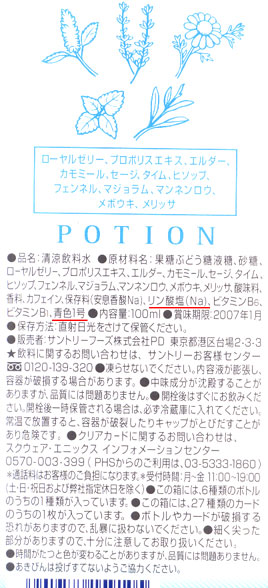 ローヤルゼリー、プロポリスエキス、エルダー、
カモミール、セージ、タイム、ヒソップ、
フェンネル、マジョラム、マンネンロウ、
メボウキ、メリッサ
POTION
●品名：清涼飲料水 ●原材料名：果糖ぶどう糖液糖、砂糖、
ローヤルゼリー、プロポリスエキス、エルダー、カモミール、セージ、タイム、
ヒソップ、フェンネル、マジョラム、マンネンロウ、メボウキ、メリッサ、酸味料、
香料、カフェイン、保存料(安息香酸Na)、リン酸塩(Na)、ビタミンB₆、
ビタミンB₁、青色1号 ●内容量：100ml ●賞味期限：2007年1月
●保存方法：直射日光をさけて保管ください。
●販売者：サントリーフーズ株式会社PD 東京都港区台場2-3-3
★飲料に関するお問い合わせは、サントリーお客様センター
0120-139-320 ●凍らせないでください。内容液が膨張し、
容器が破損する場合があります。 ●中味成分が沈殿することが
ありますが、品質には問題ありません。●開栓後すぐにお飲みくだ
さい。開栓後一時保管される場合は、必ず冷蔵庫に入れてください。
常温で放置すると、容器が破裂したりキャップがとびだすことが
あり危険です。 ●クリアカードに関するお問い合わせは、
スクウェア・エニックス インフォメーションセンター
0570-003-399 (PHSからのご利用は、03-5333-1860)
*通話料はお客様のご負担になります。*受付時間：月~金 11:00~19:00
(土・日・祝日および弊社指定休日を除く) ●この箱には、6種類のボト
ルのうちの1種類が入っています。 ●この箱には、27種類のカード
のうちの1枚が入っています。 ●ボトルやカードが破損する
恐れがありますので、乱暴に扱わないでください。 ●細く尖った
部分がありますので、十分に注意してお取り扱いください。
●時間がたつと色が変わることがありますが、品質には問題ありません。
●あきびんは投げすてないようご協力ください。